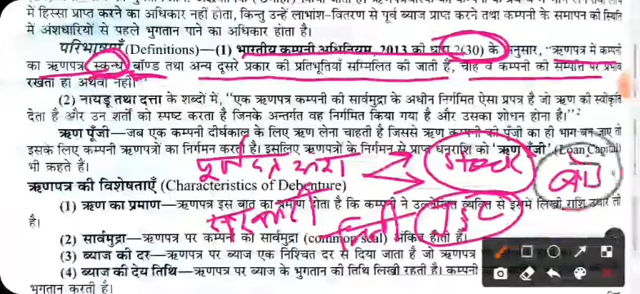 में हिस्सा प्राप्त करने का अधिकार नहीं होता, किन्तु उन्हें लाभांश-वितरण से पूर्व ब्याज प्राप्त करने तथा कम्पनी के समापन की स्थिति
में अंशधारियों से पहले भुगतान पाने का अधिकार होता है।
परिभाषाएँ (Definitions)—(1) भारतीय कम्पनी अधिनियम, 2013 की धारा 2(30) के अनुसार, “ऋणपत्र में कम्पनी
का ऋणपत्र स्कन्ध, बॉण्ड तथा अन्य दूसरे प्रकार की प्रतिभूतियाँ सम्मिलित की जाती है, चाहे वे कम्पनी की सम्पत्ति पर प्रभाव
रखता हो अथवा नहीं।”
(2) नायडू तथा दत्ता के शब्दों में, “एक ऋणपत्र कम्पनी की सार्वमुद्रा के अधीन निर्गमित ऐसा प्रपत्र है जो ऋण की स्वीकृति
देता है और उन शर्तों को स्पष्ट करता है जिनके अन्तर्गत वह निर्गमित किया गया है और उसका शोधन होना है।”2
ऋण पूँजी—जब एक कम्पनी दीर्घकाल के लिए ऋण लेना चाहती है जिससे ऋण कम्पनी की पूँजी का ही भाग बन जाए तो
इसके लिए कम्पनी ऋणपत्रों का निर्गमन करती है। इसलिए ऋणपत्रों के निर्गमन से प्राप्त धनराशि को ‘ऋण पूँजी’ (Loan Capital)
भी कहते है।
stock
ऋणपत्र की विशेषताएँ (Characteristics of Debenture)
(1) ऋण का प्रमाण—ऋणपत्र इस बात का प्रमाण होता है कि कम्पनी ने उल्लेखित व्यक्ति से इसमें लिखी राशि उधार ली
है।
सरकारी
(2) सार्वमुद्रा—ऋणपत्र पर कम्पनी की सार्वमुद्रा (common seal) अंकित होती है।
(3) ब्याज की दर—ऋणपत्र पर ब्याज एक निश्चित दर से दिया जाता है जो ऋणपत्र
(4) ब्याज की देय तिथि—ऋणपत्र पर ब्याज के भुगतान की तिथि लिखी रहती है। कम्पनी
भुगतान करती है।